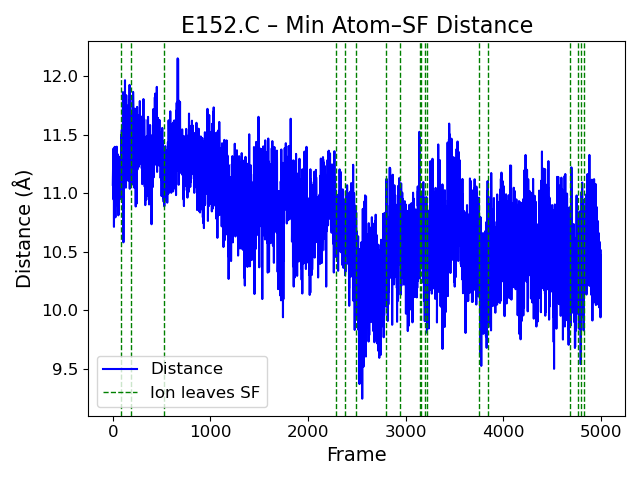 E152.C – Min Atom–SF Distance
12.0
11.5
11.0
10.5
10.0
9.5
Distance (Å)
Distance
Ion leaves SF
0 1000 2000 3000 4000 5000
Frame